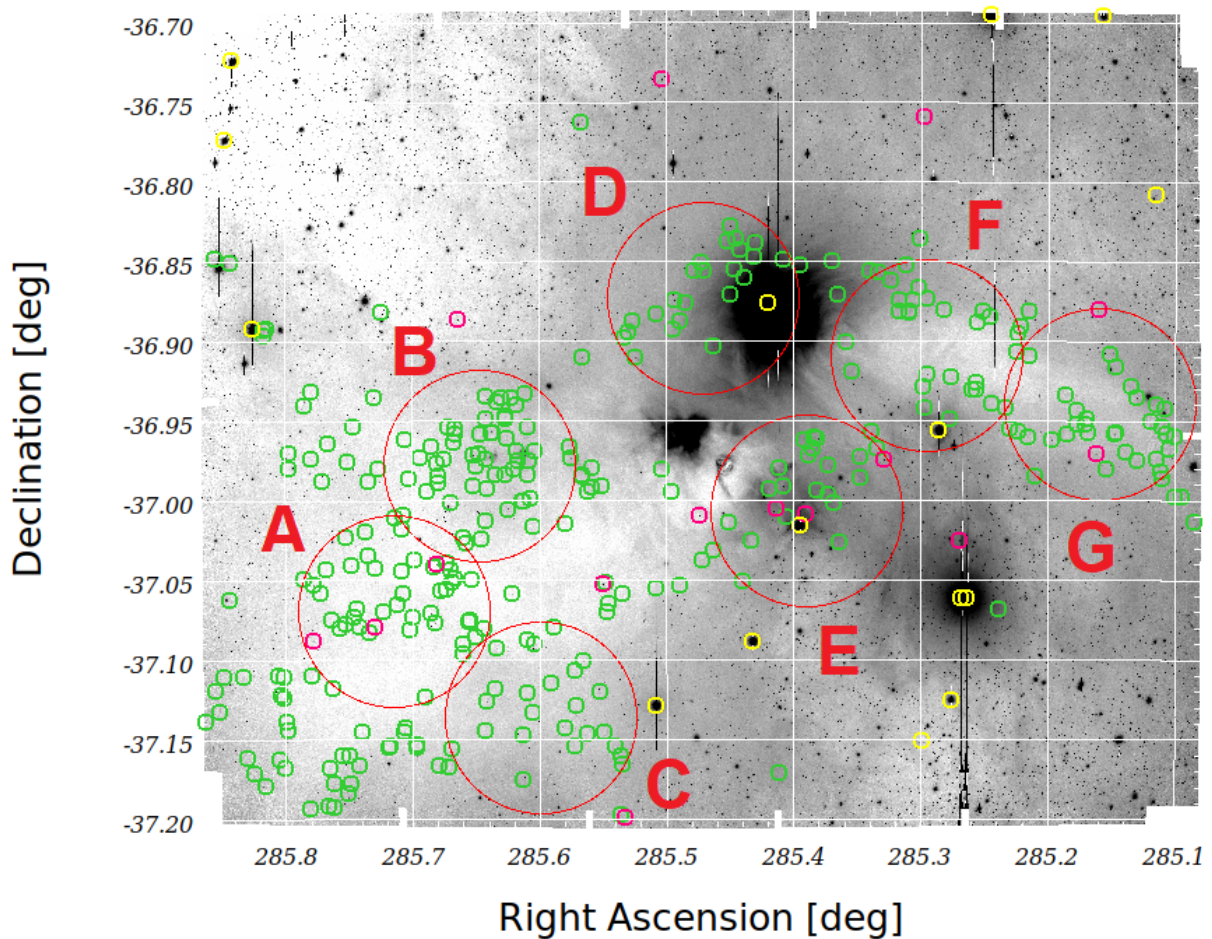 -36.70
-36.75
-36.80
-36.85
-36.90
-36.95
-37.00
-37.05
-37.10
-37.15
-37.20
Declination [deg]
D
F
B
A
G
E
C
285.8 285.7 285.6 285.5 285.4 285.3 285.2 285.1
Right Ascension [deg]